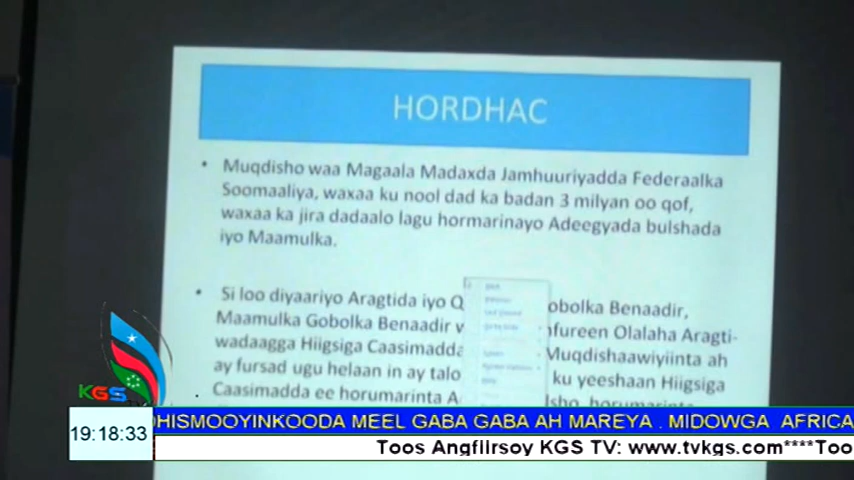 HORDHAC
• Muqdisho waa Magaala Madaxda Jamhuuriyadda Federaalka
Soomaaliya, waxaa ku nool dad ka badan 3 milyan oo qof,
waxaa ka jira dadaalo lagu hormarinayo Adeegyada bulshada
iyo Maamulka.
• Si loo diyaariyo Aragtida iyo Q obolka Benaadir,
Maamulka Gobolka Benaadir nfureen Olalaha Aragti-
wadaagga Hiigsiga Caasimadda Muqdishaawiyiinta ah
ay fursad ugu helaan in ay talo ku yeeshaan Hiigsiga
Caasimadda ee horumarinta
KGS
19:18:33
DHISMOOYINKOODA MEEL GABA GABA AH MAREYA . MIDOWGA AFRICA
Toos Angfiirsoy KGS TV: www.tvkgs.com****Too